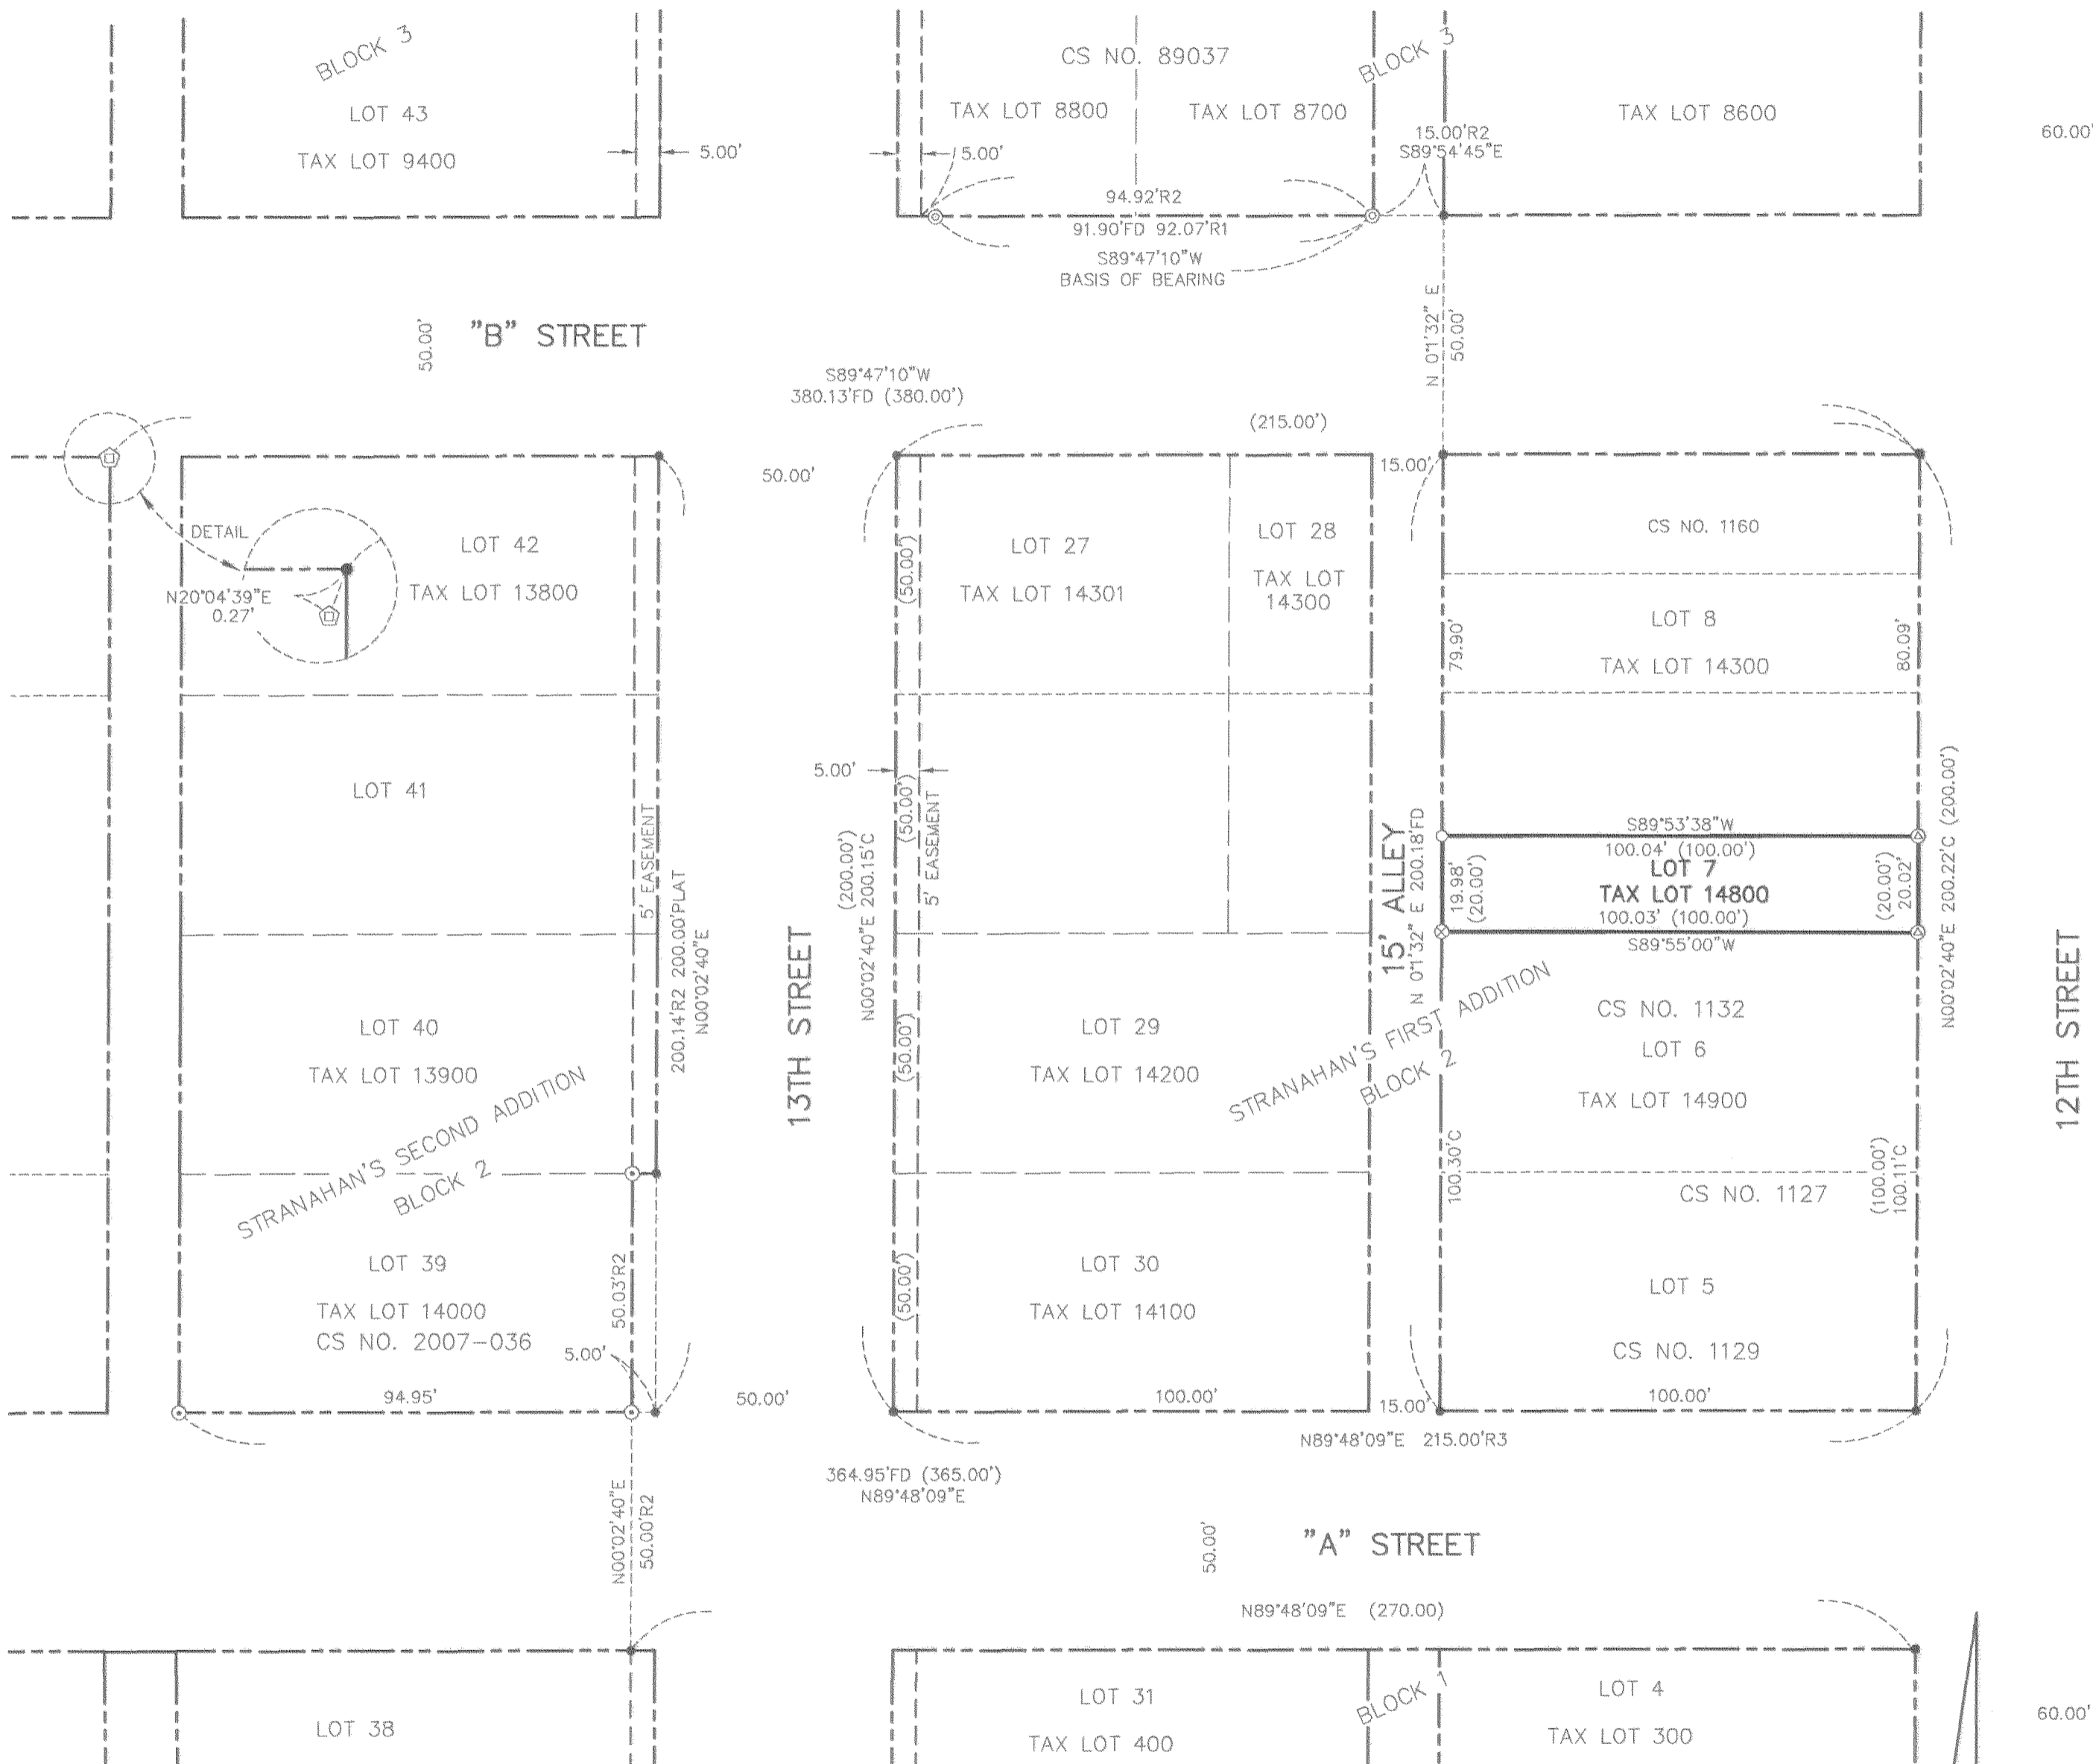 BLOCK 3
LOT 43
TAX LOT 9400
5.00'
CS NO. 89037
TAX LOT 8800
TAX LOT 8700
BLOCK 3
5.00'
94.92'R2
91.90'FD 92.07'R1
S89°47'10"W
BASIS OF BEARING
15.00'R2
S89°54'45"E
TAX LOT 8600
60.00'
50.00'
"B" STREET
S89°47'10"W
380.13'FD (380.00')
(215.00')
N 0°1'32" E
50.00'
50.00'
15.00'
DETAIL
N20°04'39"E
0.27'
LOT 42
TAX LOT 13800
LOT 41
5' EASEMENT
200.14'R2 200.00'PLAT
N00°02'40"E
LOT 40
TAX LOT 13900
STRANAHAN'S SECOND ADDITION
BLOCK 2
LOT 39
TAX LOT 14000
CS NO. 2007-036
50.03'R2
5.00'
94.95'
13TH STREET
50.00'
(50.00')
LOT 27
TAX LOT 14301
LOT 28
TAX LOT
14300
5.00'
(50.00')
5' EASEMENT
(200.00')
N00°02'40"E 200.15'C
(50.00')
LOT 29
TAX LOT 14200
(50.00')
LOT 30
TAX LOT 14100
100.00'
15' ALLEY
N 0°1'32" E 200.18'FD
STRANAHAN'S FIRST ADDITION
BLOCK 2
15.00'
CS NO. 1160
LOT 8
TAX LOT 14300
79.90'
80.09'
S89°53'38"W
100.04' (100.00')
LOT 7
TAX LOT 14800
100.03' (100.00')
S89°55'00"W
19.98'
(20.00')
(20.00')
20.02'
N00°02'40"E 200.22'C (200.00')
CS NO. 1132
LOT 6
TAX LOT 14900
100.30'C
(100.00')
100.11'C
CS NO. 1127
LOT 5
CS NO. 1129
100.00'
12TH STREET
N89°48'09"E 215.00'R3
364.95'FD (365.00')
N89°48'09"E
N00°02'40"E
50.00'R2
50.00'
"A" STREET
N89°48'09"E (270.00)
LOT 38
LOT 31
TAX LOT 400
BLOCK 1
LOT 4
TAX LOT 300
60.00'